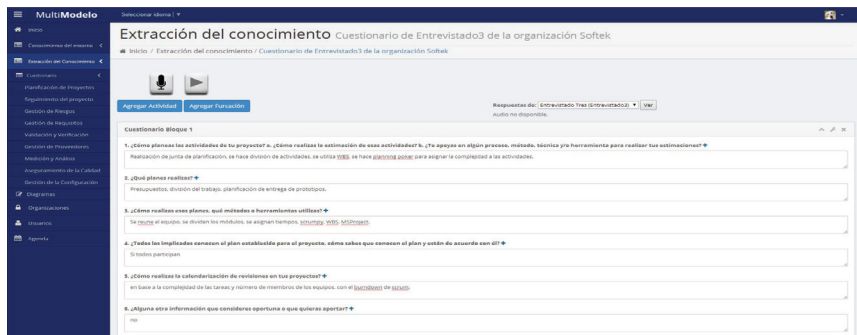 MultiModelo
Seleccionar idioma | ▼
Inicio
Conocimiento del entorno
Extracción del Conocimiento
Cuestionario
Planificación de Proyectos
Seguimiento del proyecto
Gestión de Riesgos
Gestión de Requisitos
Validación y Verificación
Gestión de Proveedores
Medición y Análisis
Aseguramiento de la Calidad
Gestión de la Configuración
Diagramas
Organizaciones
Usuarios
Agenda
Extracción del conocimiento Cuestionario de Entrevistado3 de la organización Softek
Inicio / Extracción del conocimiento / Cuestionario de Entrevistado3 de la organización Softek
Agregar Actividad Agregar Furcación
Respuestas de: Entrevistado Tres (Entrevistado3) Ver
Audio no disponible.
Cuestionario Bloque 1
1. ¿Cómo planeas las actividades de tu proyecto? a. ¿Cómo realizas la estimación de esas actividades? b. ¿Te apoyas en algún proceso, método, técnica y/o herramienta para realizar tus estimaciones?
Realización de junta de planificación, se hace división de actividades, se utiliza WBS, se hace planning poker para asignar la complejidad a las actividades.
2. ¿Qué planes realizas?
Presupuestos, división del trabajo, planificación de entrega de prototipos.
3. ¿Cómo realizas esos planes, qué métodos o herramientas utilizas?
Se reune al equipo, se dividen los módulos, se asignan tiempos, scrumpy, WBS, MSProject.
4. ¿Todos los implicados conocen el plan establecido para el proyecto, cómo sabes que conocen el plan y están de acuerdo con él?
Si todos participan
5. ¿Cómo realizas la calendarización de revisiones en tus proyectos?
en base a la complejidad de las tareas y número de miembros de los equipos, con el burndown de scrum.
6. ¿Alguna otra información que consideres oportuna o que quieras aportar?
no